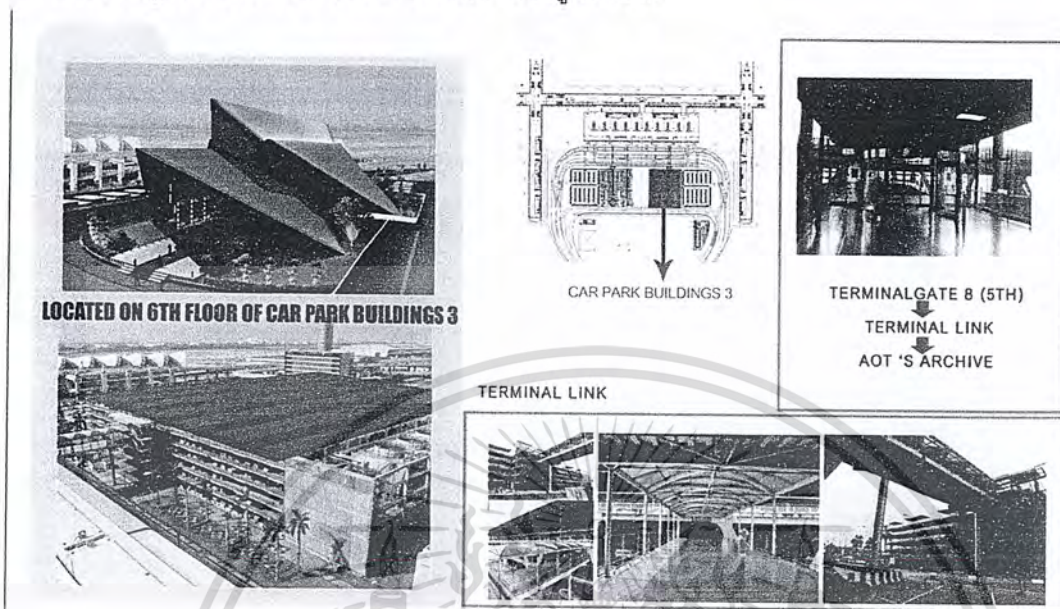 LOCATED ON 6TH FLOOR OF CAR PARK BUILDINGS 3
CAR PARK BUILDINGS 3
TERMINALGATE 8 (5TH)
TERMINAL LINK
AOT 'S ARCHIVE
TERMINAL LINK